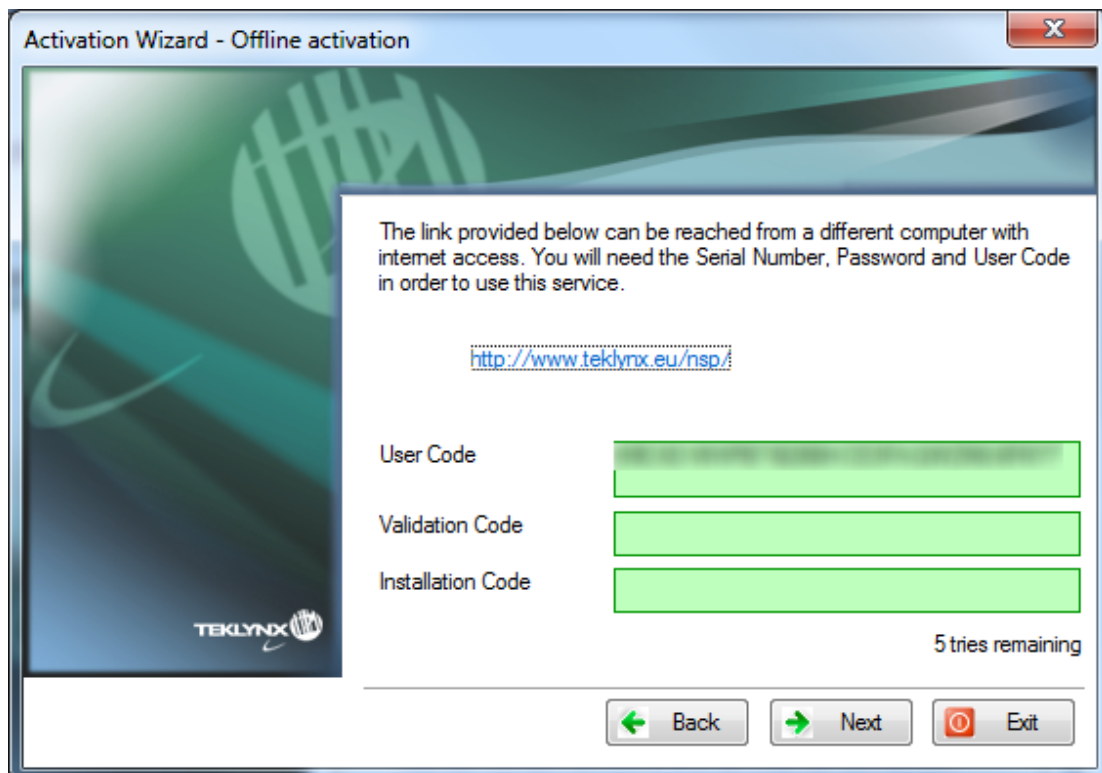 Activation Wizard - Offline activation
The link provided below can be reached from a different computer with
internet access. You will need the Serial Number, Password and User Code
in order to use this service.
http://www.teklynx.eu/nsp/
User Code
Validation Code
Installation Code
TEKLYNX
5 tries remaining
Back Next Exit